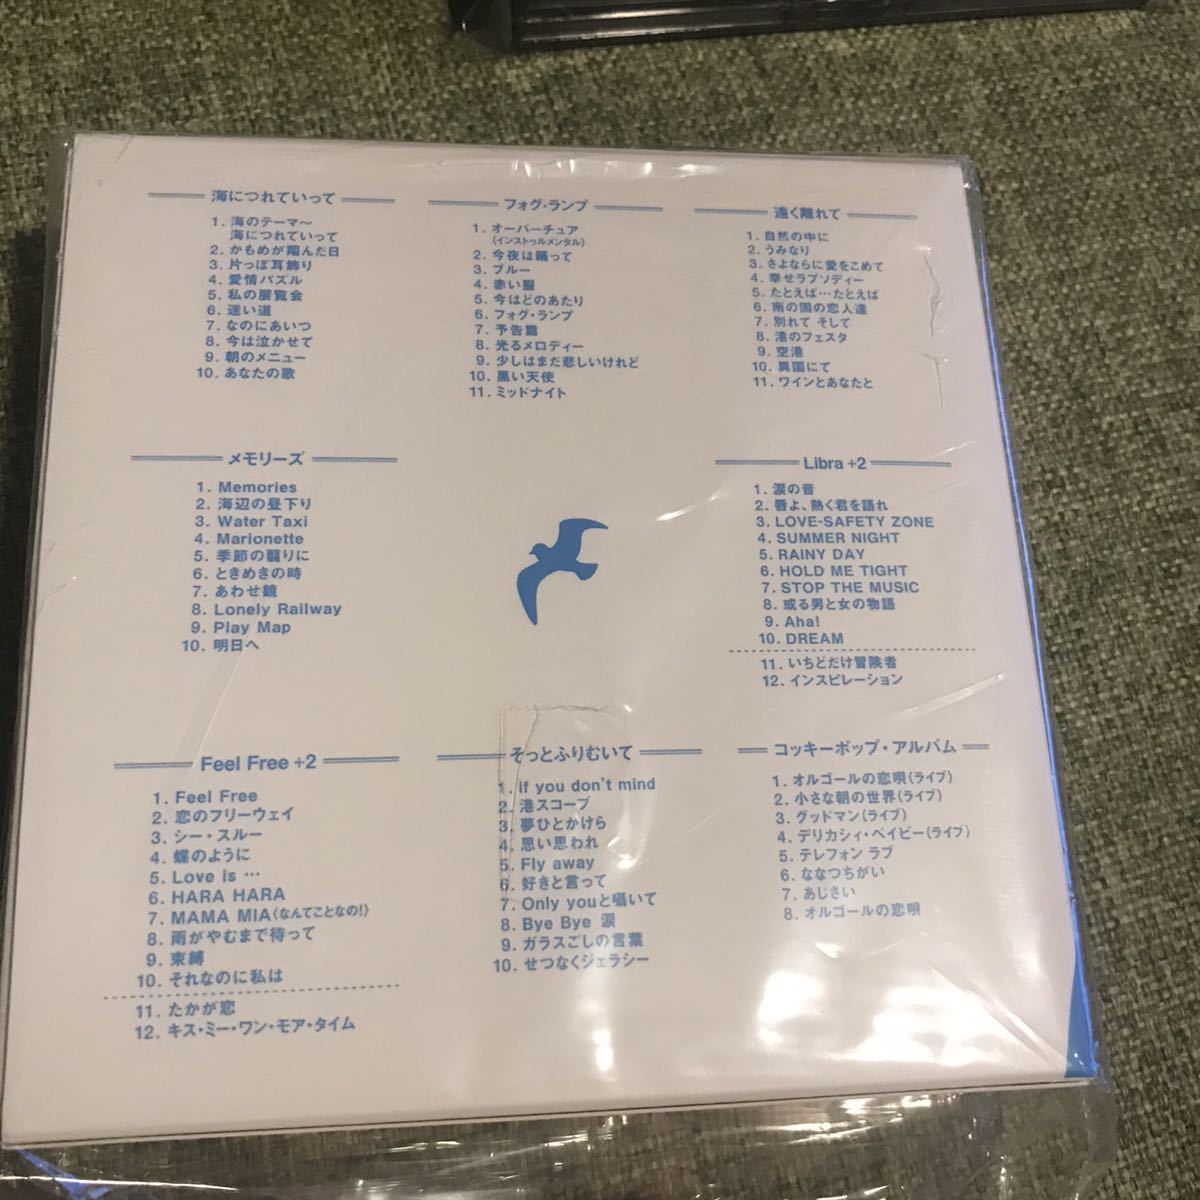 海につれていって
1. 海のテーマ〜
海につれていって
2. かもめが翔んだ日
3. 片っぽ耳飾り
4. 愛情パズル
5. 私の展覧会
6. 迷い道
7. なのにあいつ
8. 今は泣かせて
9. 朝のメニュー
10. あなたの歌
フォグ・ランプ
1. オーバーチュア
(インストゥルメンタル)
2. 今夜は踊って
3. ブルー
4. 赤い服
5. 今はどのあたり
6. フォグ・ランプ
7. 予告篇
8. 光るメロディー
9. 少しはまだ悲しいけれど
10. 黒い天使
11. ミッドナイト
遠く離れて
1. 自然の中に
2. うみなり
3. さよならに愛をこめて
4. 幸せラプソディー
5. たとえば…たとえば
6. 南の国の恋人達
7. 別れて そして
8. 港のフェスタ
9. 空港
10. 異国にて
11. ワインとあなたと
メモリーズ
1. Memories
2. 海辺の昼下り
3. Water Taxi
4. Marionette
5. 季節の翳りに
6. ときめきの時
7. あわせ鏡
8. Lonely Railway
9. Play Map
10. 明日へ
Libra +2
1. 涙の音
2. 唇よ、熱く君を語れ
3. LOVE-SAFETY ZONE
4. SUMMER NIGHT
5. RAINY DAY
6. HOLD ME TIGHT
7. STOP THE MUSIC
8. 或る男と女の物語
9. Aha!
10. DREAM
11. いちどだけ冒険者
12. インスピレーション
Feel Free +2
1. Feel Free
2. 恋のフリーウェイ
3. シー・スルー
4. 蝶のように
5. Love is …
6. HARA HARA
7. MAMA MIA(なんてことなの!)
8. 雨がやむまで待って
9. 束縛
10. それなのに私は
11. たかが恋
12. キス・ミー・ワン・モア・タイム
そっとふりむいて
1. if you don't mind
2. 港スコープ
3. 夢ひとかけら
4. 思い思われ
5. Fly away
6. 好きと言って
7. Only youと囁いて
8. Bye Bye 涙
9. ガラスごしの言葉
10. せつなくジェラシー
コッキーポップ・アルバム
1. オルゴールの恋唄(ライブ)
2. 小さな朝の世界(ライブ)
3. グッドマン(ライブ)
4. デリカシィ・ベイビー(ライブ)
5. テレフォン ラブ
6. ななつちがい
7. あじさい
8. オルゴールの恋唄